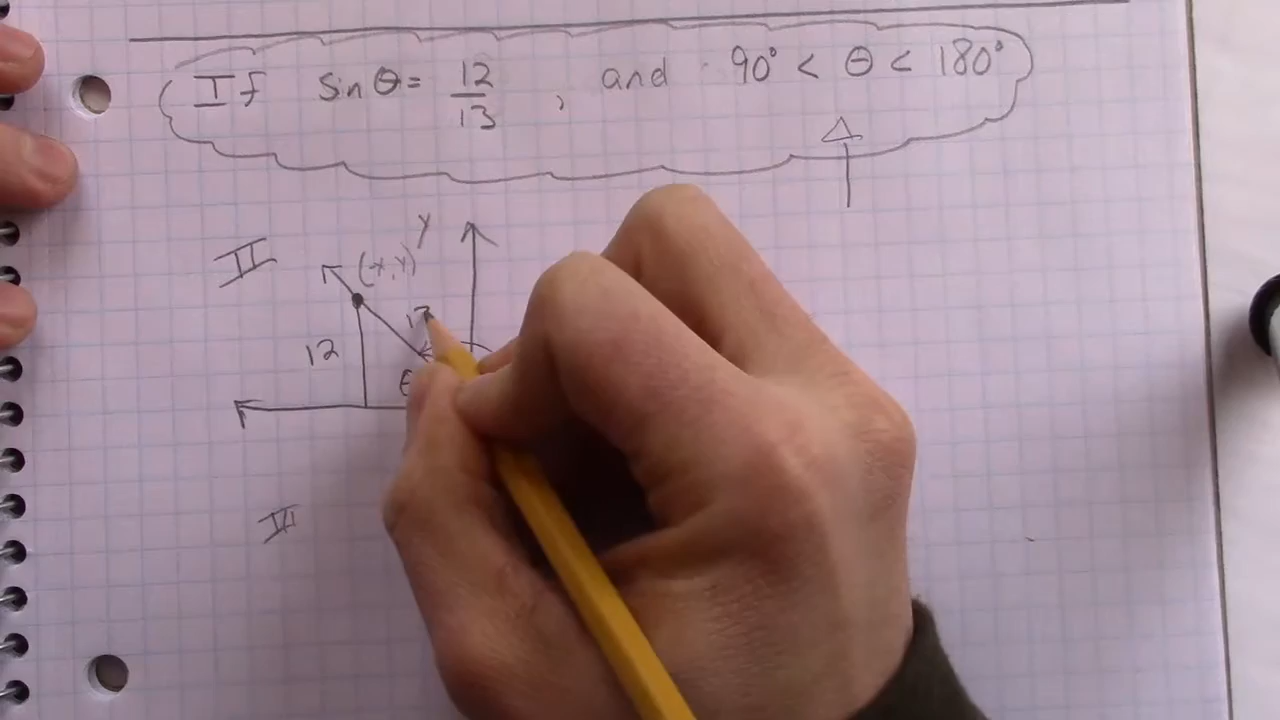 If sin θ = 12/13 , and 90° < θ < 180°
y
II
(x,y)
13
12
θ
III